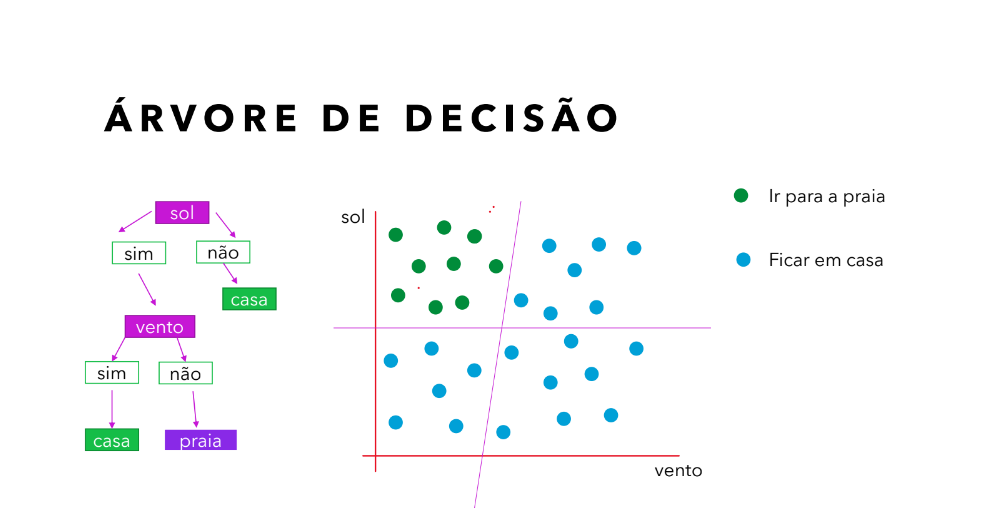 ÁRVORE DE DECISÃO
sol
sim
não
casa
vento
sim
não
casa
praia
sol
vento
Ir para a praia
Ficar em casa